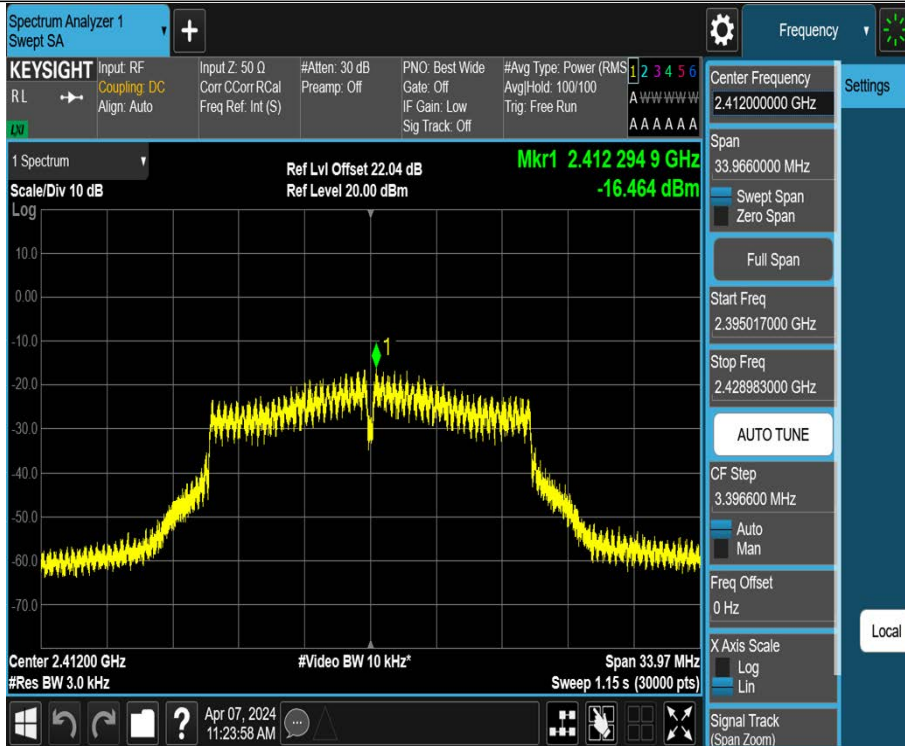 Spectrum Analyzer 1
Swept SA
Frequency
KEYSIGHT
RL
LXI
Input: RF
Coupling: DC
Align: Auto
Input Z: 50 Ω
Corr CCorr RCal
Freq Ref: Int (S)
#Atten: 30 dB
Preamp: Off
PNO: Best Wide
Gate: Off
IF Gain: Low
Sig Track: Off
#Avg Type: Power (RMS
Avg|Hold: 100/100
Trig: Free Run
1 2 3 4 5 6
A W W W W W
A A A A A A
1 Spectrum
Scale/Div 10 dB
Log
Ref Lvl Offset 22.04 dB
Ref Level 20.00 dBm
Mkr1 2.412 294 9 GHz
-16.464 dBm
10.0
0.00
-10.0
-20.0
-30.0
-40.0
-50.0
-60.0
-70.0
1
Center 2.41200 GHz
#Res BW 3.0 kHz
#Video BW 10 kHz*
Span 33.97 MHz
Sweep 1.15 s (30000 pts)
Center Frequency
2.412000000 GHz
Span
33.9660000 MHz
Swept Span
Zero Span
Full Span
Start Freq
2.395017000 GHz
Stop Freq
2.428983000 GHz
AUTO TUNE
CF Step
3.396600 MHz
Auto
Man
Freq Offset
0 Hz
X Axis Scale
Log
Lin
Signal Track
(Span Zoom)
Settings
Local
?
Apr 07, 2024
11:23:58 AM